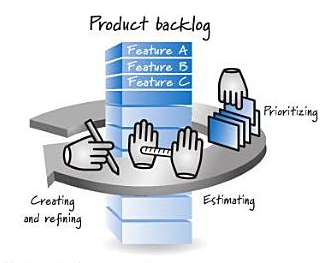 Product backlog
Feature A
Feature B
Feature C
Prioritizing
Creating
and refining
Estimating